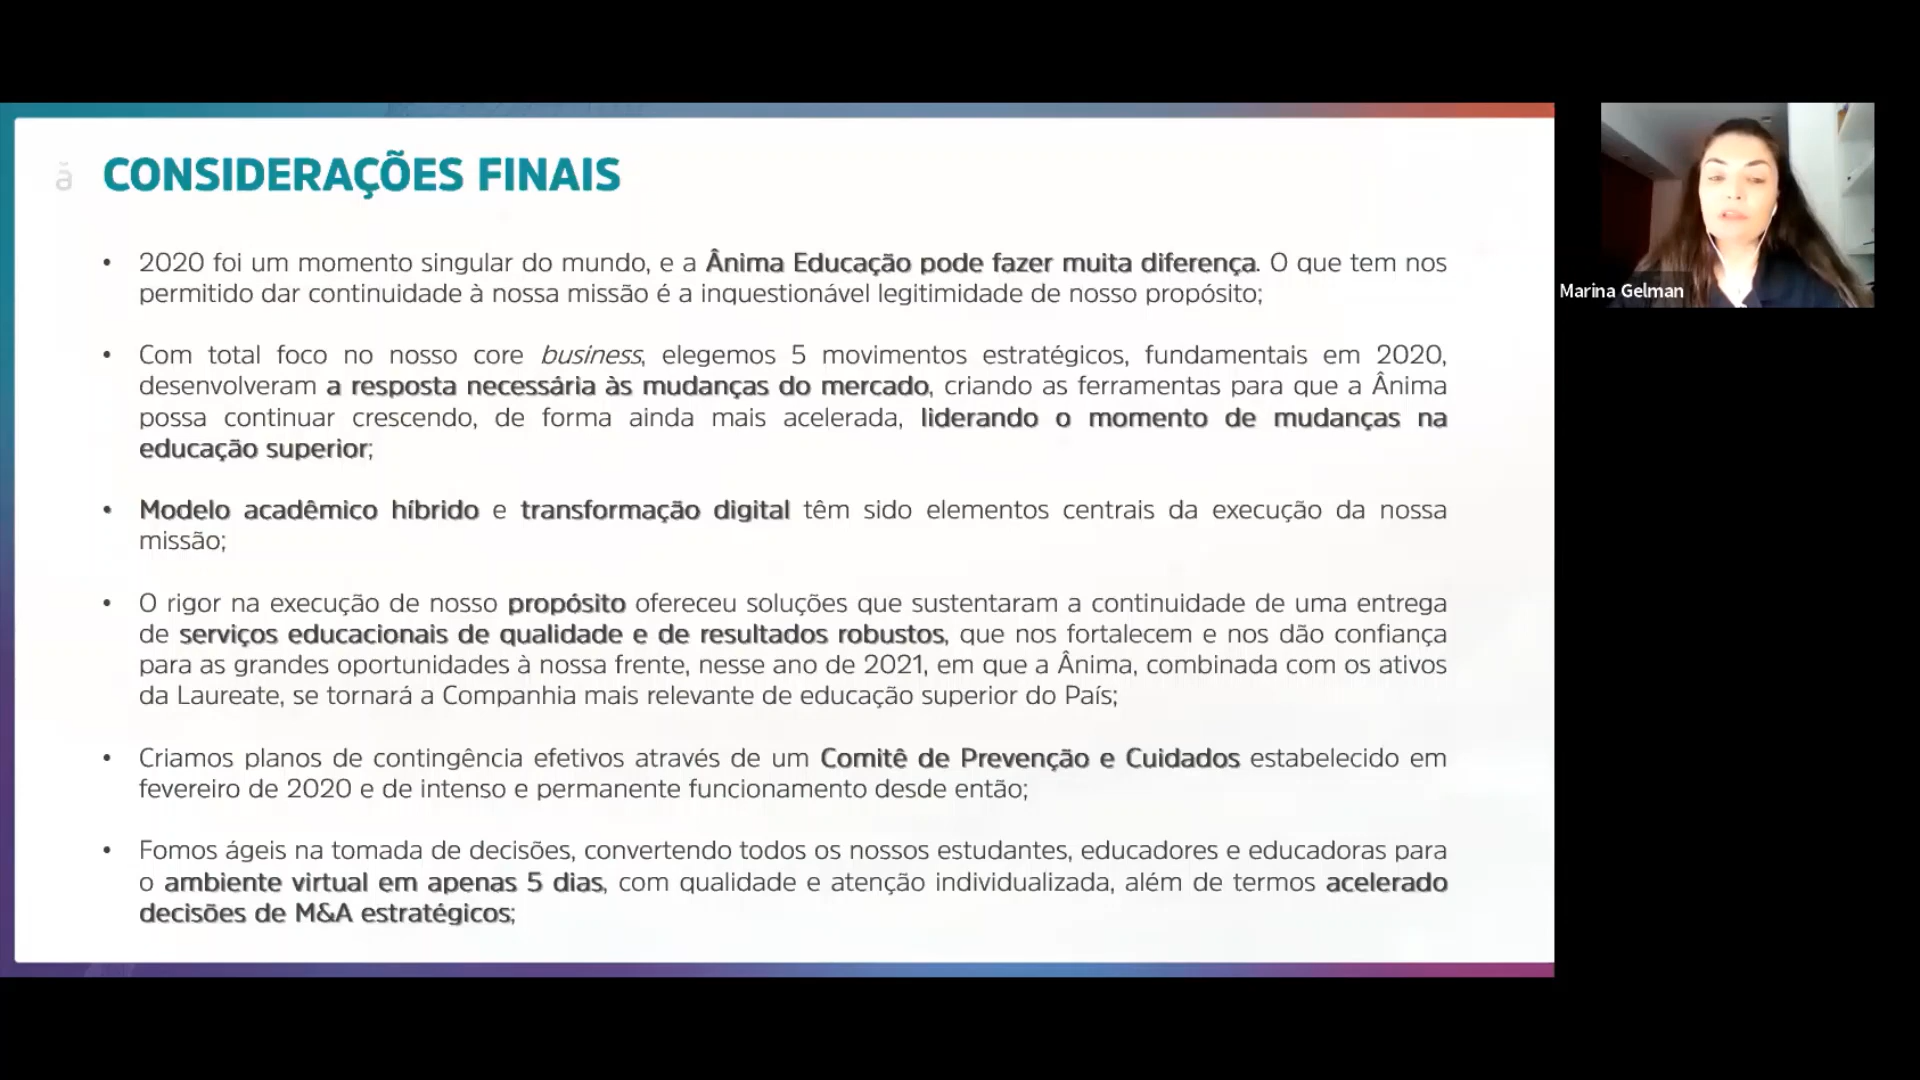 ă CONSIDERAÇÕES FINAIS
• 2020 foi um momento singular do mundo, e a Ânima Educação pode fazer muita diferença. O que tem nos
permitido dar continuidade à nossa missão é a inquestionável legitimidade de nosso propósito;
• Com total foco no nosso core business, elegemos 5 movimentos estratégicos, fundamentais em 2020,
desenvolveram a resposta necessária às mudanças do mercado, criando as ferramentas para que a Ânima
possa continuar crescendo, de forma ainda mais acelerada, liderando o momento de mudanças na
educação superior;
• Modelo acadêmico híbrido e transformação digital têm sido elementos centrais da execução da nossa
missão;
• O rigor na execução de nosso propósito ofereceu soluções que sustentaram a continuidade de uma entrega
de serviços educacionais de qualidade e de resultados robustos, que nos fortalecem e nos dão confiança
para as grandes oportunidades à nossa frente, nesse ano de 2021, em que a Ânima, combinada com os ativos
da Laureate, se tornará a Companhia mais relevante de educação superior do País;
• Criamos planos de contingência efetivos através de um Comitê de Prevenção e Cuidados estabelecido em
fevereiro de 2020 e de intenso e permanente funcionamento desde então;
• Fomos ágeis na tomada de decisões, convertendo todos os nossos estudantes, educadores e educadoras para
o ambiente virtual em apenas 5 dias, com qualidade e atenção individualizada, além de termos acelerado
decisões de M&A estratégicos;
Marina Gelman